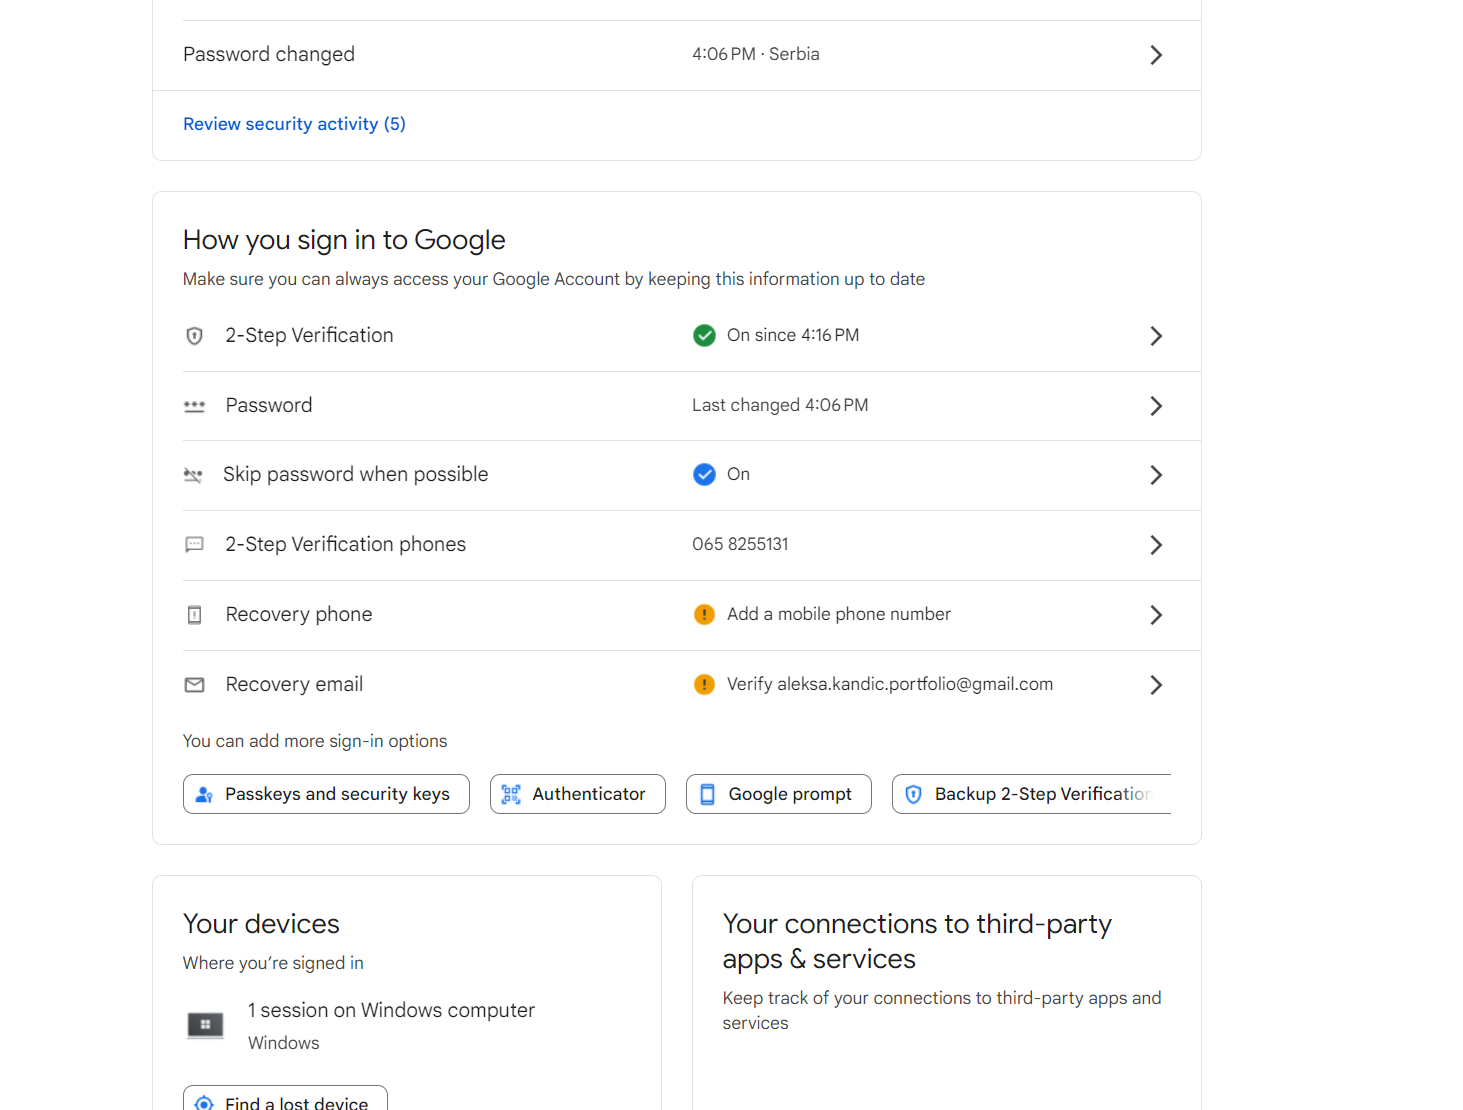 Password changed
4:06 PM · Serbia
Review security activity (5)
How you sign in to Google
Make sure you can always access your Google Account by keeping this information up to date
2-Step Verification
On since 4:16 PM
Password
Last changed 4:06 PM
Skip password when possible
On
2-Step Verification phones
065 8255131
Recovery phone
Add a mobile phone number
Recovery email
Verify aleksa.kandic.portfolio@gmail.com
You can add more sign-in options
Passkeys and security keys
Authenticator
Google prompt
Backup 2-Step Verification
Your devices
Where you’re signed in
1 session on Windows computer
Windows
Find a lost device
Your connections to third-party
apps & services
Keep track of your connections to third-party apps and
services